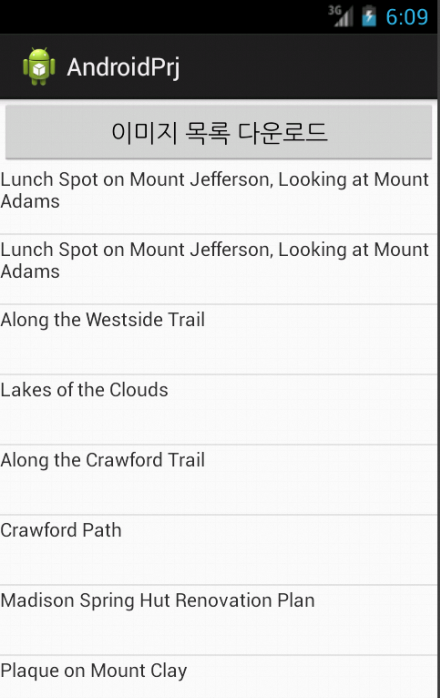 3G 6:09
AndroidPrj
이미지 목록 다운로드
Lunch Spot on Mount Jefferson, Looking at Mount
Adams
Lunch Spot on Mount Jefferson, Looking at Mount
Adams
Along the Westside Trail
Lakes of the Clouds
Along the Crawford Trail
Crawford Path
Madison Spring Hut Renovation Plan
Plaque on Mount Clay